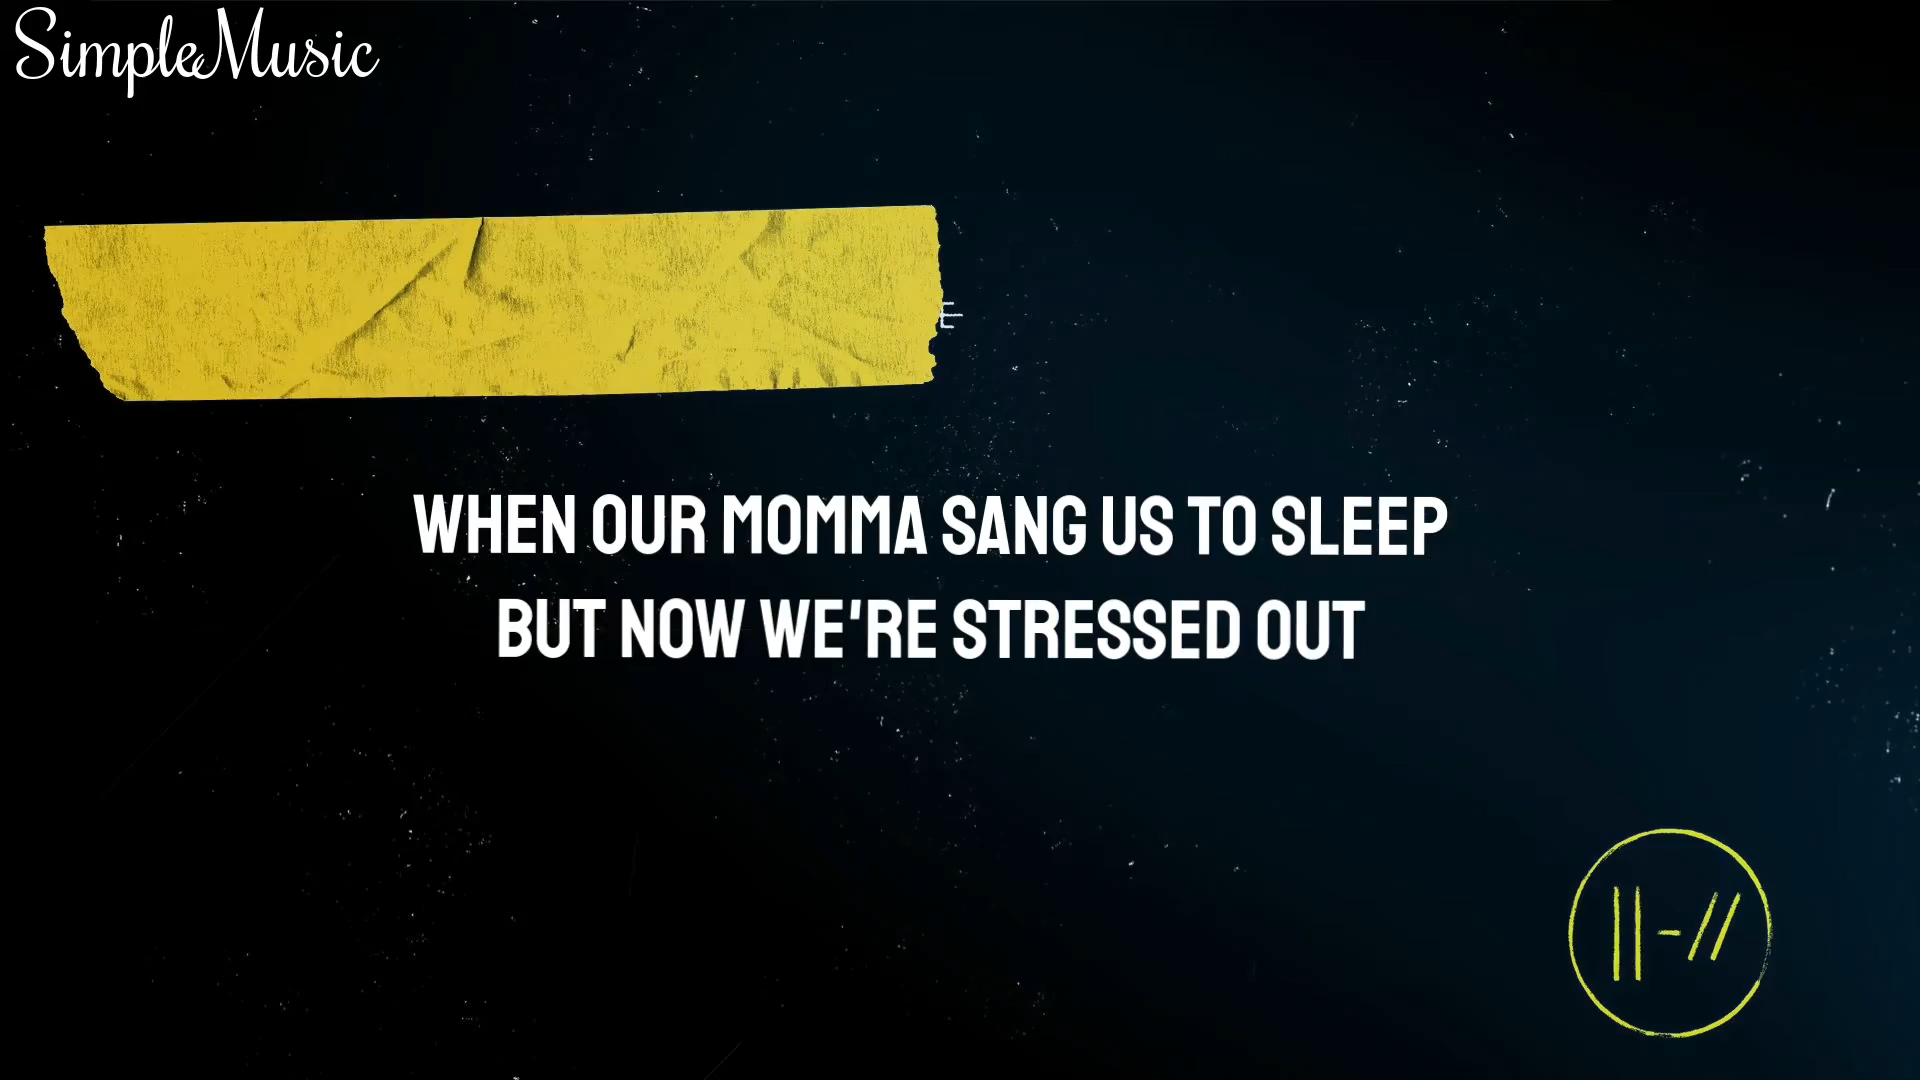 SimpleMusic
WHEN OUR MOMMA SANG US TO SLEEP
BUT NOW WE'RE STRESSED OUT
||-//